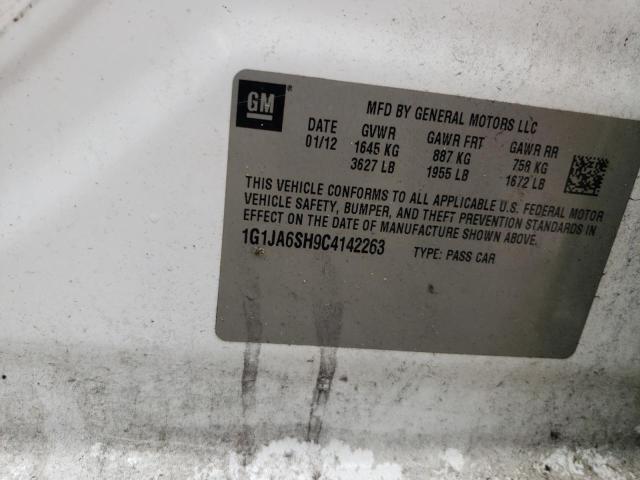 GM®
MFD BY GENERAL MOTORS LLC
DATE GVWR GAWR FRT GAWR RR
01/12 1645 KG 887 KG 758 KG
3627 LB 1955 LB 1672 LB
THIS VEHICLE CONFORMS TO ALL APPLICABLE U.S. FEDERAL MOTOR
VEHICLE SAFETY, BUMPER, AND THEFT PREVENTION STANDARDS IN
EFFECT ON THE DATE OF MANUFACTURE SHOWN ABOVE.
1G1JA6SH9C4142263 TYPE: PASS CAR